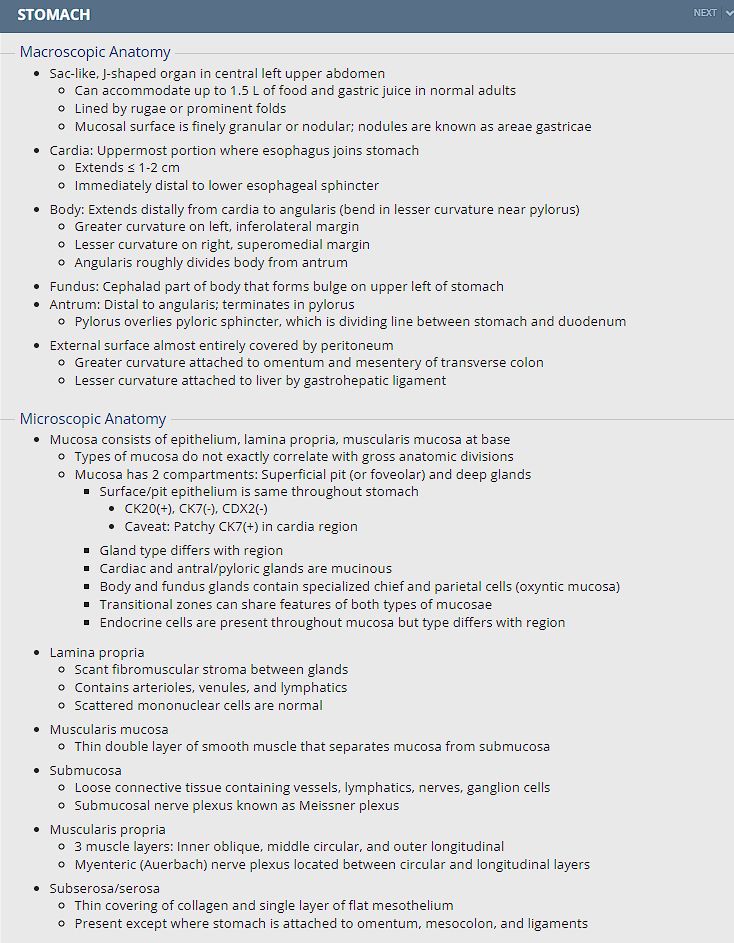 STOMACH
NEXT
Macroscopic Anatomy
Sac-like, J-shaped organ in central left upper abdomen
Can accommodate up to 1.5 L of food and gastric juice in normal adults
Lined by rugae or prominent folds
Mucosal surface is finely granular or nodular; nodules are known as areae gastricae
Cardia: Uppermost portion where esophagus joins stomach
Extends ≤ 1-2 cm
Immediately distal to lower esophageal sphincter
Body: Extends distally from cardia to angularis (bend in lesser curvature near pylorus)
Greater curvature on left, inferolateral margin
Lesser curvature on right, superomedial margin
Angularis roughly divides body from antrum
Fundus: Cephalad part of body that forms bulge on upper left of stomach
Antrum: Distal to angularis; terminates in pylorus
Pylorus overlies pyloric sphincter, which is dividing line between stomach and duodenum
External surface almost entirely covered by peritoneum
Greater curvature attached to omentum and mesentery of transverse colon
Lesser curvature attached to liver by gastrohepatic ligament
Microscopic Anatomy
Mucosa consists of epithelium, lamina propria, muscularis mucosa at base
Types of mucosa do not exactly correlate with gross anatomic divisions
Mucosa has 2 compartments: Superficial pit (or foveolar) and deep glands
Surface/pit epithelium is same throughout stomach
CK20(+), CK7(-), CDX2(-)
Caveat: Patchy CK7(+) in cardia region
Gland type differs with region
Cardiac and antral/pyloric glands are mucinous
Body and fundus glands contain specialized chief and parietal cells (oxyntic mucosa)
Transitional zones can share features of both types of mucosae
Endocrine cells are present throughout mucosa but type differs with region
Lamina propria
Scant fibromuscular stroma between glands
Contains arterioles, venules, and lymphatics
Scattered mononuclear cells are normal
Muscularis mucosa
Thin double layer of smooth muscle that separates mucosa from submucosa
Submucosa
Loose connective tissue containing vessels, lymphatics, nerves, ganglion cells
Submucosal nerve plexus known as Meissner plexus
Muscularis propria
3 muscle layers: Inner oblique, middle circular, and outer longitudinal
Myenteric (Auerbach) nerve plexus located between circular and longitudinal layers
Subserosa/serosa
Thin covering of collagen and single layer of flat mesothelium
Present except where stomach is attached to omentum, mesocolon, and ligaments